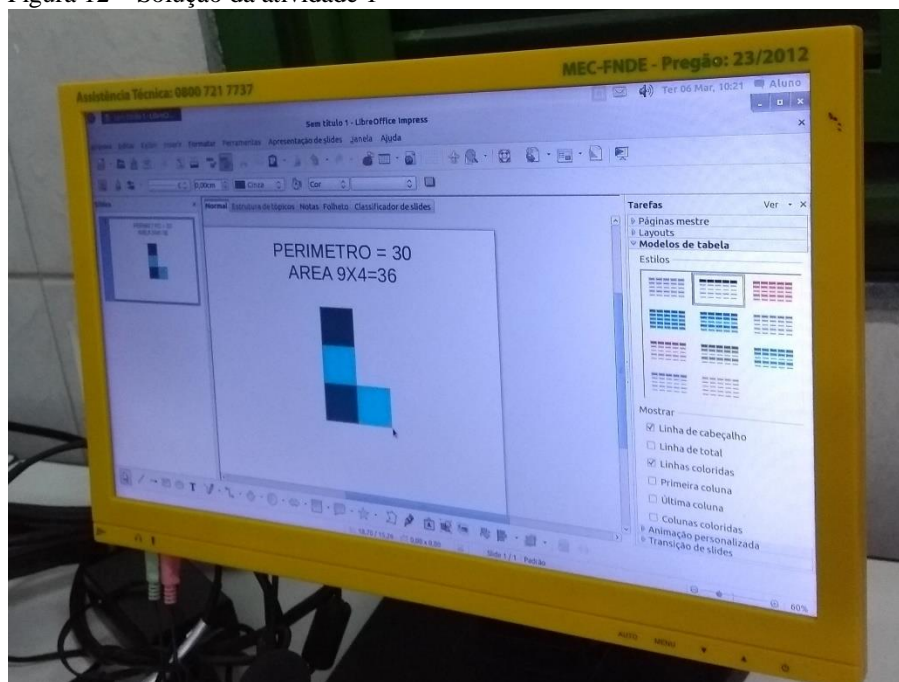 Figura 12 – Solução da atividade 1
MEC-FNDE - Pregão: 23/2012
Assistência Técnica: 0800 721 7737
Ter 06 Mar, 10:21 Aluno
Sem título 1 - LibreOffice Impress
Formatar Ferramentas Apresentação de slides Janela Ajuda
0,00cm Cinza Cor
Slides
Normal Estrutura de tópicos Notas Folheto Classificador de slides
Tarefas Ver
PERIMETRO = 30
AREA 9X4=36
Páginas mestre
Layouts
Modelos de tabela
Estilos
Mostrar
Linha de cabeçalho
Linha de total
Linhas coloridas
Primeira coluna
Última coluna
Colunas coloridas
Animação personalizada
Transição de slides
Slide 1 / 1 Padrão
60%
AUTO MENU